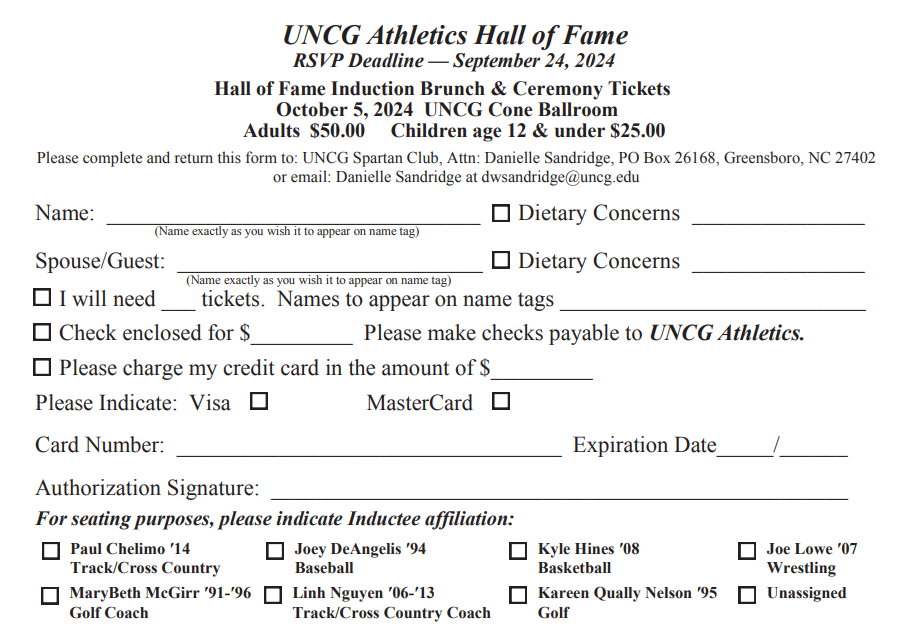 UNCG Athletics Hall of Fame
RSVP Deadline — September 24, 2024
Hall of Fame Induction Brunch & Ceremony Tickets
October 5, 2024 UNCG Cone Ballroom
Adults $50.00 Children age 12 & under $25.00
Please complete and return this form to: UNCG Spartan Club, Attn: Danielle Sandridge, PO Box 26168, Greensboro, NC 27402
or email: Danielle Sandridge at dwsandridge@uncg.edu
Name: ______________________________ ☐ Dietary Concerns ______________
(Name exactly as you wish it to appear on name tag)
Spouse/Guest: ________________________ ☐ Dietary Concerns ______________
(Name exactly as you wish it to appear on name tag)
☐ I will need ___ tickets. Names to appear on name tags _________________________
☐ Check enclosed for $_________ Please make checks payable to UNCG Athletics.
☐ Please charge my credit card in the amount of $_________
Please Indicate: Visa ☐ MasterCard ☐
Card Number: ________________________________ Expiration Date_____/______
Authorization Signature: ________________________________________________
For seating purposes, please indicate Inductee affiliation:
☐ Paul Chelimo '14 ☐ Joey DeAngelis '94 ☐ Kyle Hines '08 ☐ Joe Lowe '07
Track/Cross Country Baseball Basketball Wrestling
☐ MaryBeth McGirr '91-'96 ☐ Linh Nguyen '06-'13 ☐ Kareen Qually Nelson '95 ☐ Unassigned
Golf Coach Track/Cross Country Coach Golf